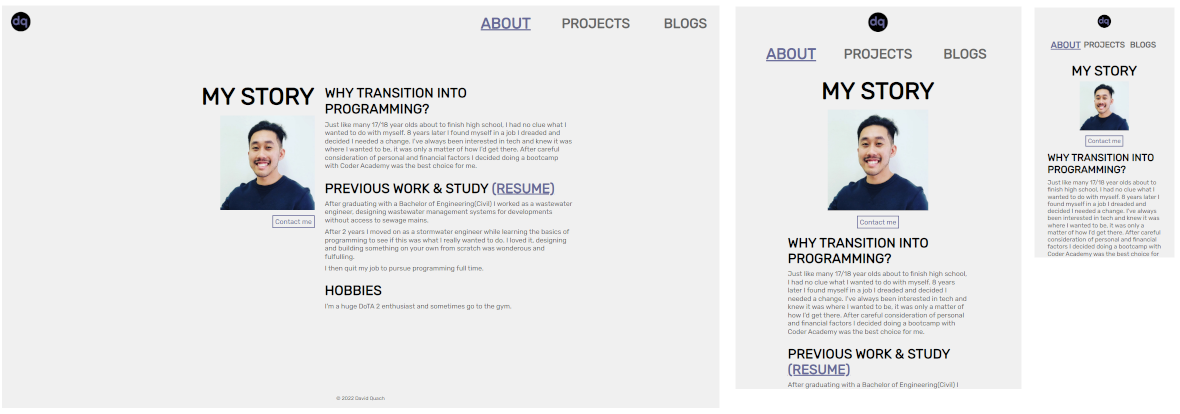 dq
ABOUT PROJECTS BLOGS
MY STORY
Contact me
WHY TRANSITION INTO
PROGRAMMING?
Just like many 17/18 year olds about to finish high school, I had no clue what I
wanted to do with myself. 8 years later I found myself in a job I dreaded and
decided I needed a change. I've always been interested in tech and knew it was
where I wanted to be, it was only a matter of how I'd get there. After careful
consideration of personal and financial factors I decided doing a bootcamp
with Coder Academy was the best choice for me.
PREVIOUS WORK & STUDY (RESUME)
After graduating with a Bachelor of Engineering(Civil) I worked as a wastewater
engineer, designing wastewater management systems for developments
without access to sewage mains.
After 2 years I moved on as a stormwater engineer while learning the basics of
programming to see if this was what I really wanted to do. I loved it, designing
and building something on your own from scratch was wonderous and
fulfulling.
I then quit my job to pursue programming full time.
HOBBIES
I'm a huge DoTA 2 enthusiast and sometimes go to the gym.
© 2022 David Quach
dq
ABOUT PROJECTS BLOGS
MY STORY
Contact me
WHY TRANSITION INTO
PROGRAMMING?
Just like many 17/18 year olds about to finish high school,
I had no clue what I wanted to do with myself. 8 years
later I found myself in a job I dreaded and decided I
needed a change. I've always been interested in tech and
knew it was where I wanted to be, it was only a matter of
how I'd get there. After careful consideration of personal
and financial factors I decided doing a bootcamp with
Coder Academy was the best choice for me.
PREVIOUS WORK & STUDY
(RESUME)
After graduating with a Bachelor of Engineering(Civil) I
dq
ABOUT PROJECTS BLOGS
MY STORY
Contact me
WHY TRANSITION INTO
PROGRAMMING?
Just like many 17/18 year olds about to
finish high school, I had no clue what I
wanted to do with myself. 8 years later I
found myself in a job I dreaded and
decided I needed a change. I've always
been interested in tech and knew it was
where I wanted to be, it was only a
matter of how I'd get there. After careful
consideration of personal and financial
factors I decided doing a bootcamp with
Coder Academy was the best choice for